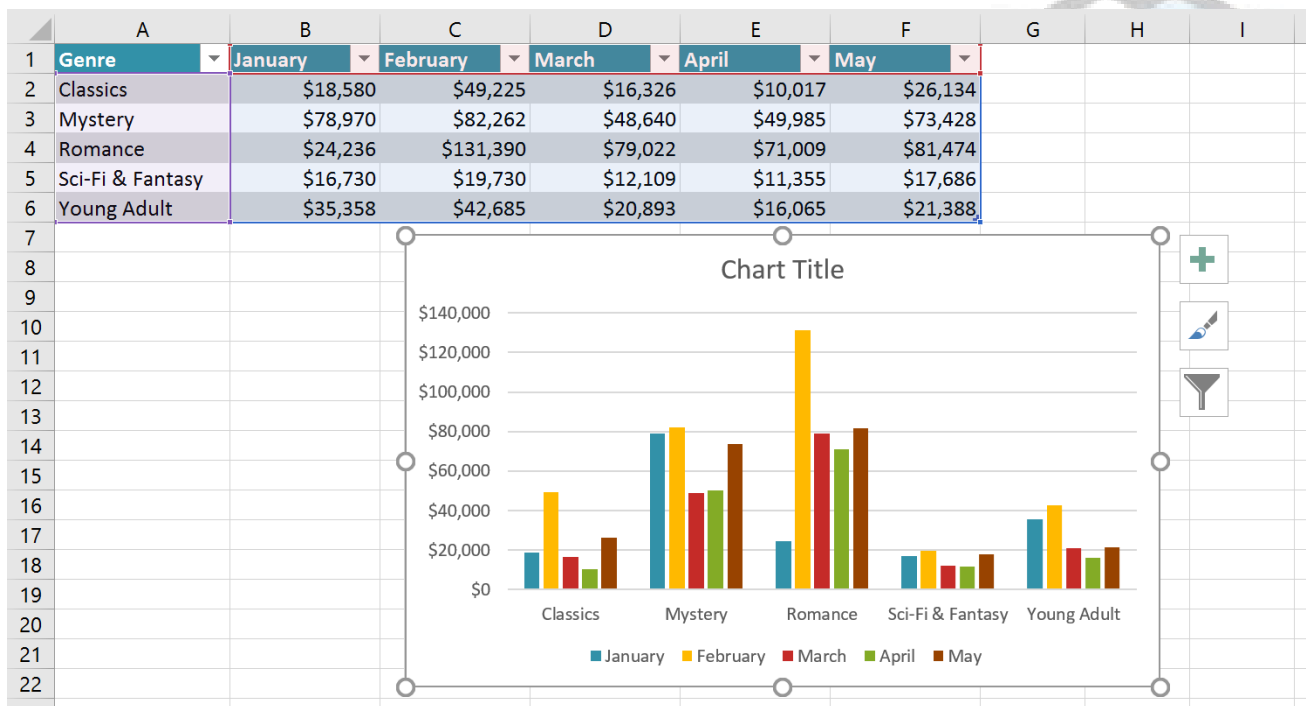 A B C D E F G H I
1 Genre January February March April May
2 Classics $18,580 $49,225 $16,326 $10,017 $26,134
3 Mystery $78,970 $82,262 $48,640 $49,985 $73,428
4 Romance $24,236 $131,390 $79,022 $71,009 $81,474
5 Sci-Fi & Fantasy $16,730 $19,730 $12,109 $11,355 $17,686
6 Young Adult $35,358 $42,685 $20,893 $16,065 $21,388
7
8
9
10
11
12
13
14
15
16
17
18
19
20
21
22
Chart Title
$140,000
$120,000
$100,000
$80,000
$60,000
$40,000
$20,000
$0
Classics Mystery Romance Sci-Fi & Fantasy Young Adult
January February March April May